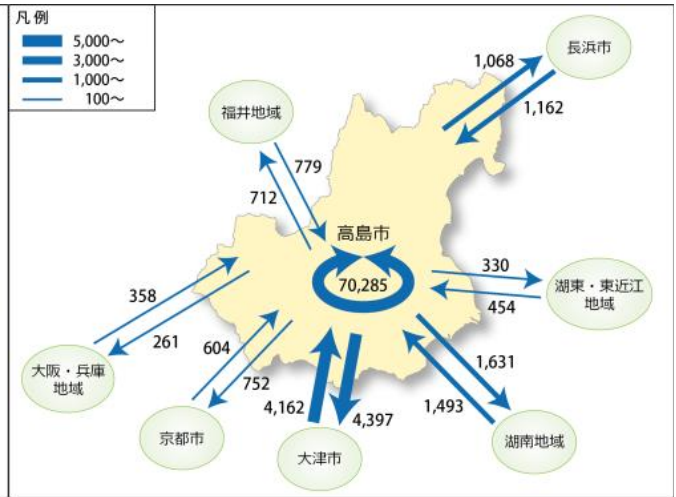 凡例
5,000～
3,000～
1,000～
100～
長浜市
1,068
1,162
福井地域
779
712
高島市
70,285
330
454
湖東・東近江
地域
358
261
大阪・兵庫
地域
604
752
京都市
4,162
4,397
大津市
1,631
1,493
湖南地域